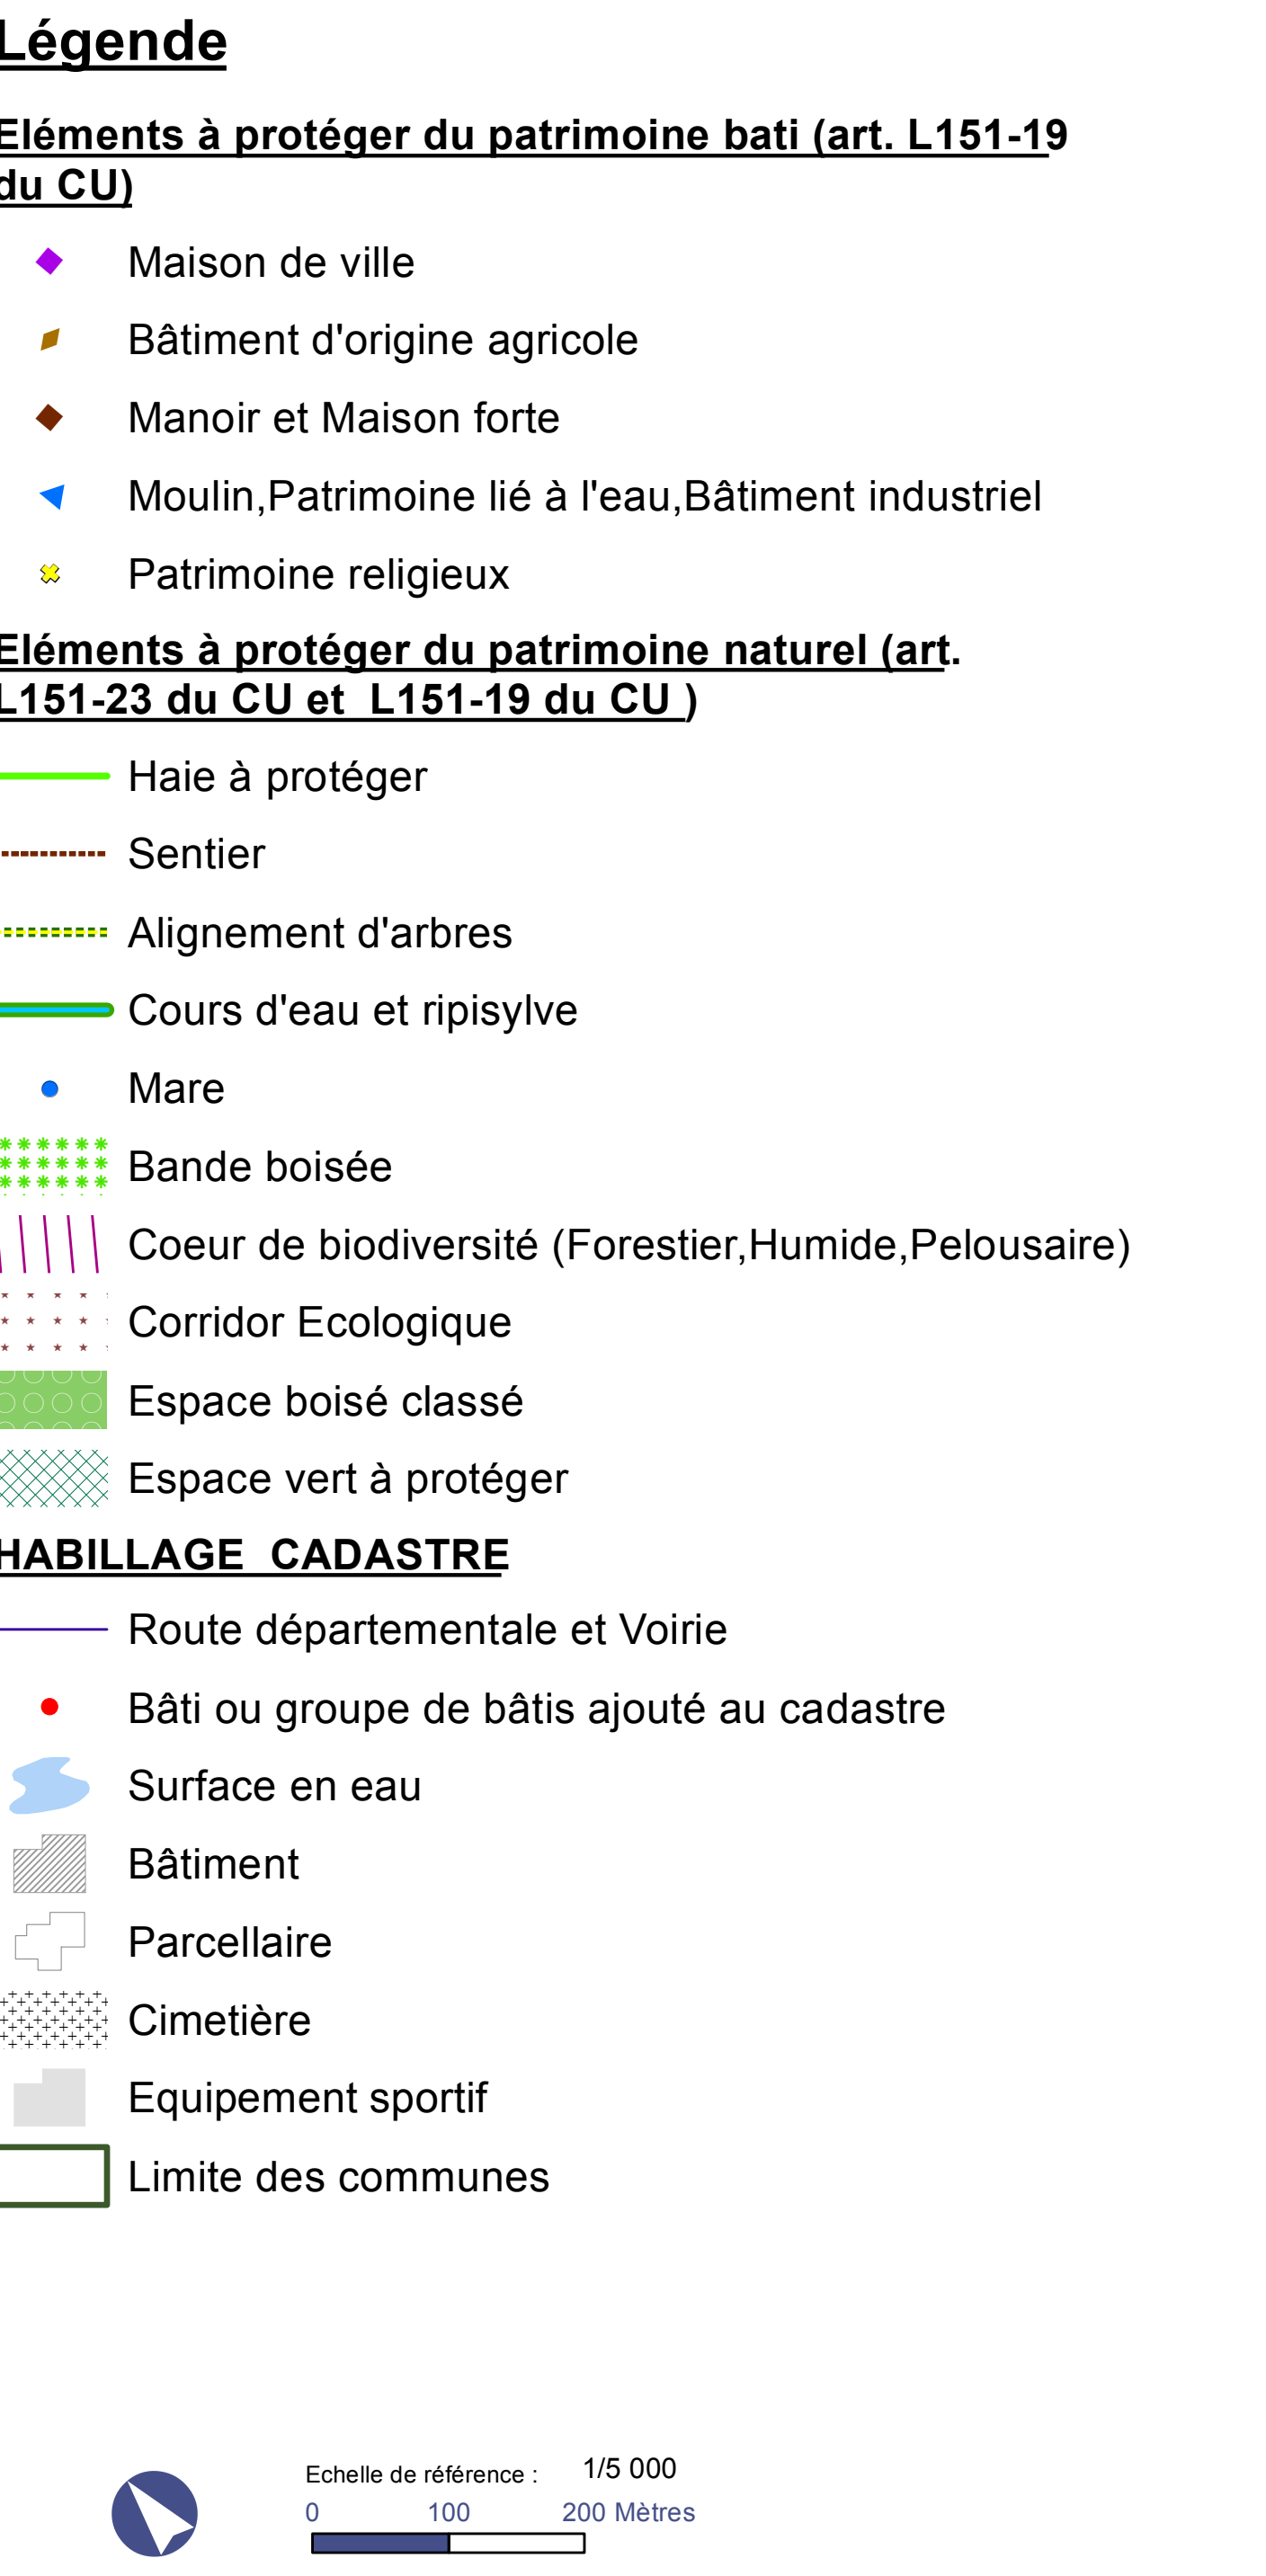 Légende
Eléments à protéger du patrimoine bati (art. L151-19
du CU)
Maison de ville
Bâtiment d'origine agricole
Manoir et Maison forte
Moulin,Patrimoine lié à l'eau,Bâtiment industriel
Patrimoine religieux
Eléments à protéger du patrimoine naturel (art.
L151-23 du CU et  L151-19 du CU )
Haie à protéger
Sentier
Alignement d'arbres
Cours d'eau et ripisylve
Mare
Bande boisée
Coeur de biodiversité (Forestier,Humide,Pelousaire)
Corridor Ecologique
Espace boisé classé
Espace vert à protéger
HABILLAGE  CADASTRE
Route départementale et Voirie
Bâti ou groupe de bâtis ajouté au cadastre
Surface en eau
Bâtiment
Parcellaire
Cimetière
Equipement sportif
Limite des communes
Echelle de référence : 1/5 000
0 100 200 Mètres